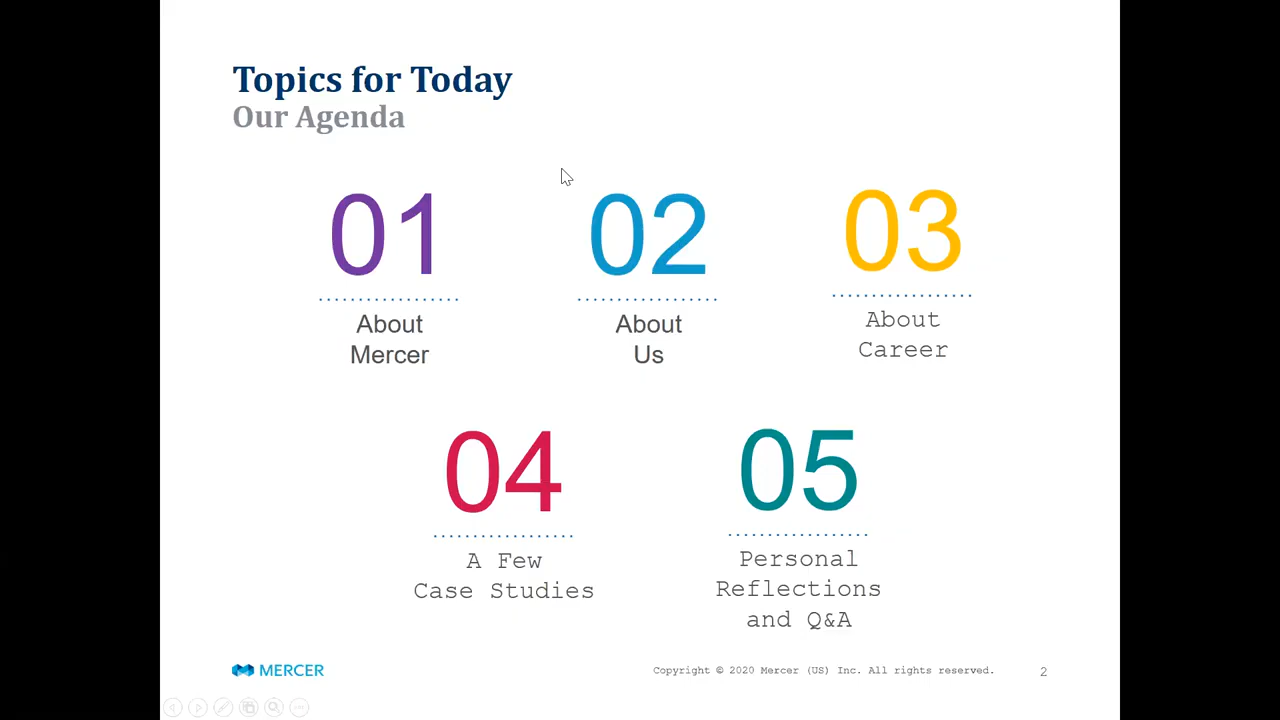 Topics for Today
Our Agenda
01
02
03
About
Mercer
About
Us
About
Career
04
05
A Few
Case Studies
Personal
Reflections
and Q&A
MERCER
Copyright © 2020 Mercer (US) Inc. All rights reserved.
2